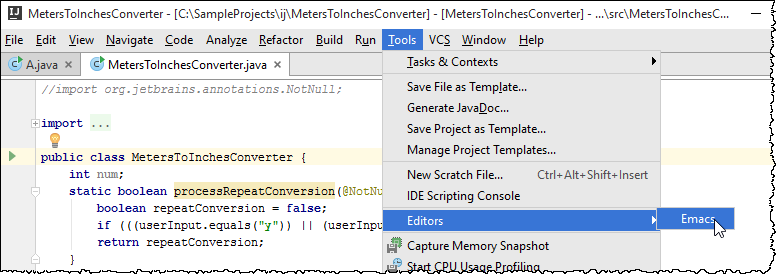 IJ MetersToInchesConverter - [C:\SampleProjects\ij\MetersToInchesConverter] - [MetersToInchesConverter] - ...\src\MetersToInchesC...
File Edit View Navigate Code Analyze Refactor Build Run Tools VCS Window Help
A.java × MetersToInchesConverter.java ×
Tasks & Contexts
//import org.jetbrains.annotations.NotNull;
Save File as Template...
Generate JavaDoc...
import ...
Save Project as Template...
Manage Project Templates...
public class MetersToInchesConverter {
int num;
New Scratch File... Ctrl+Alt+Shift+Insert
static boolean processRepeatConversion(@NotNu
IDE Scripting Console
boolean repeatConversion = false;
if (((userInput.equals("y")) || (userInpu
Editors
Emacs
return repeatConversion;
Capture Memory Snapshot
}
Start CPU Usage Profiling